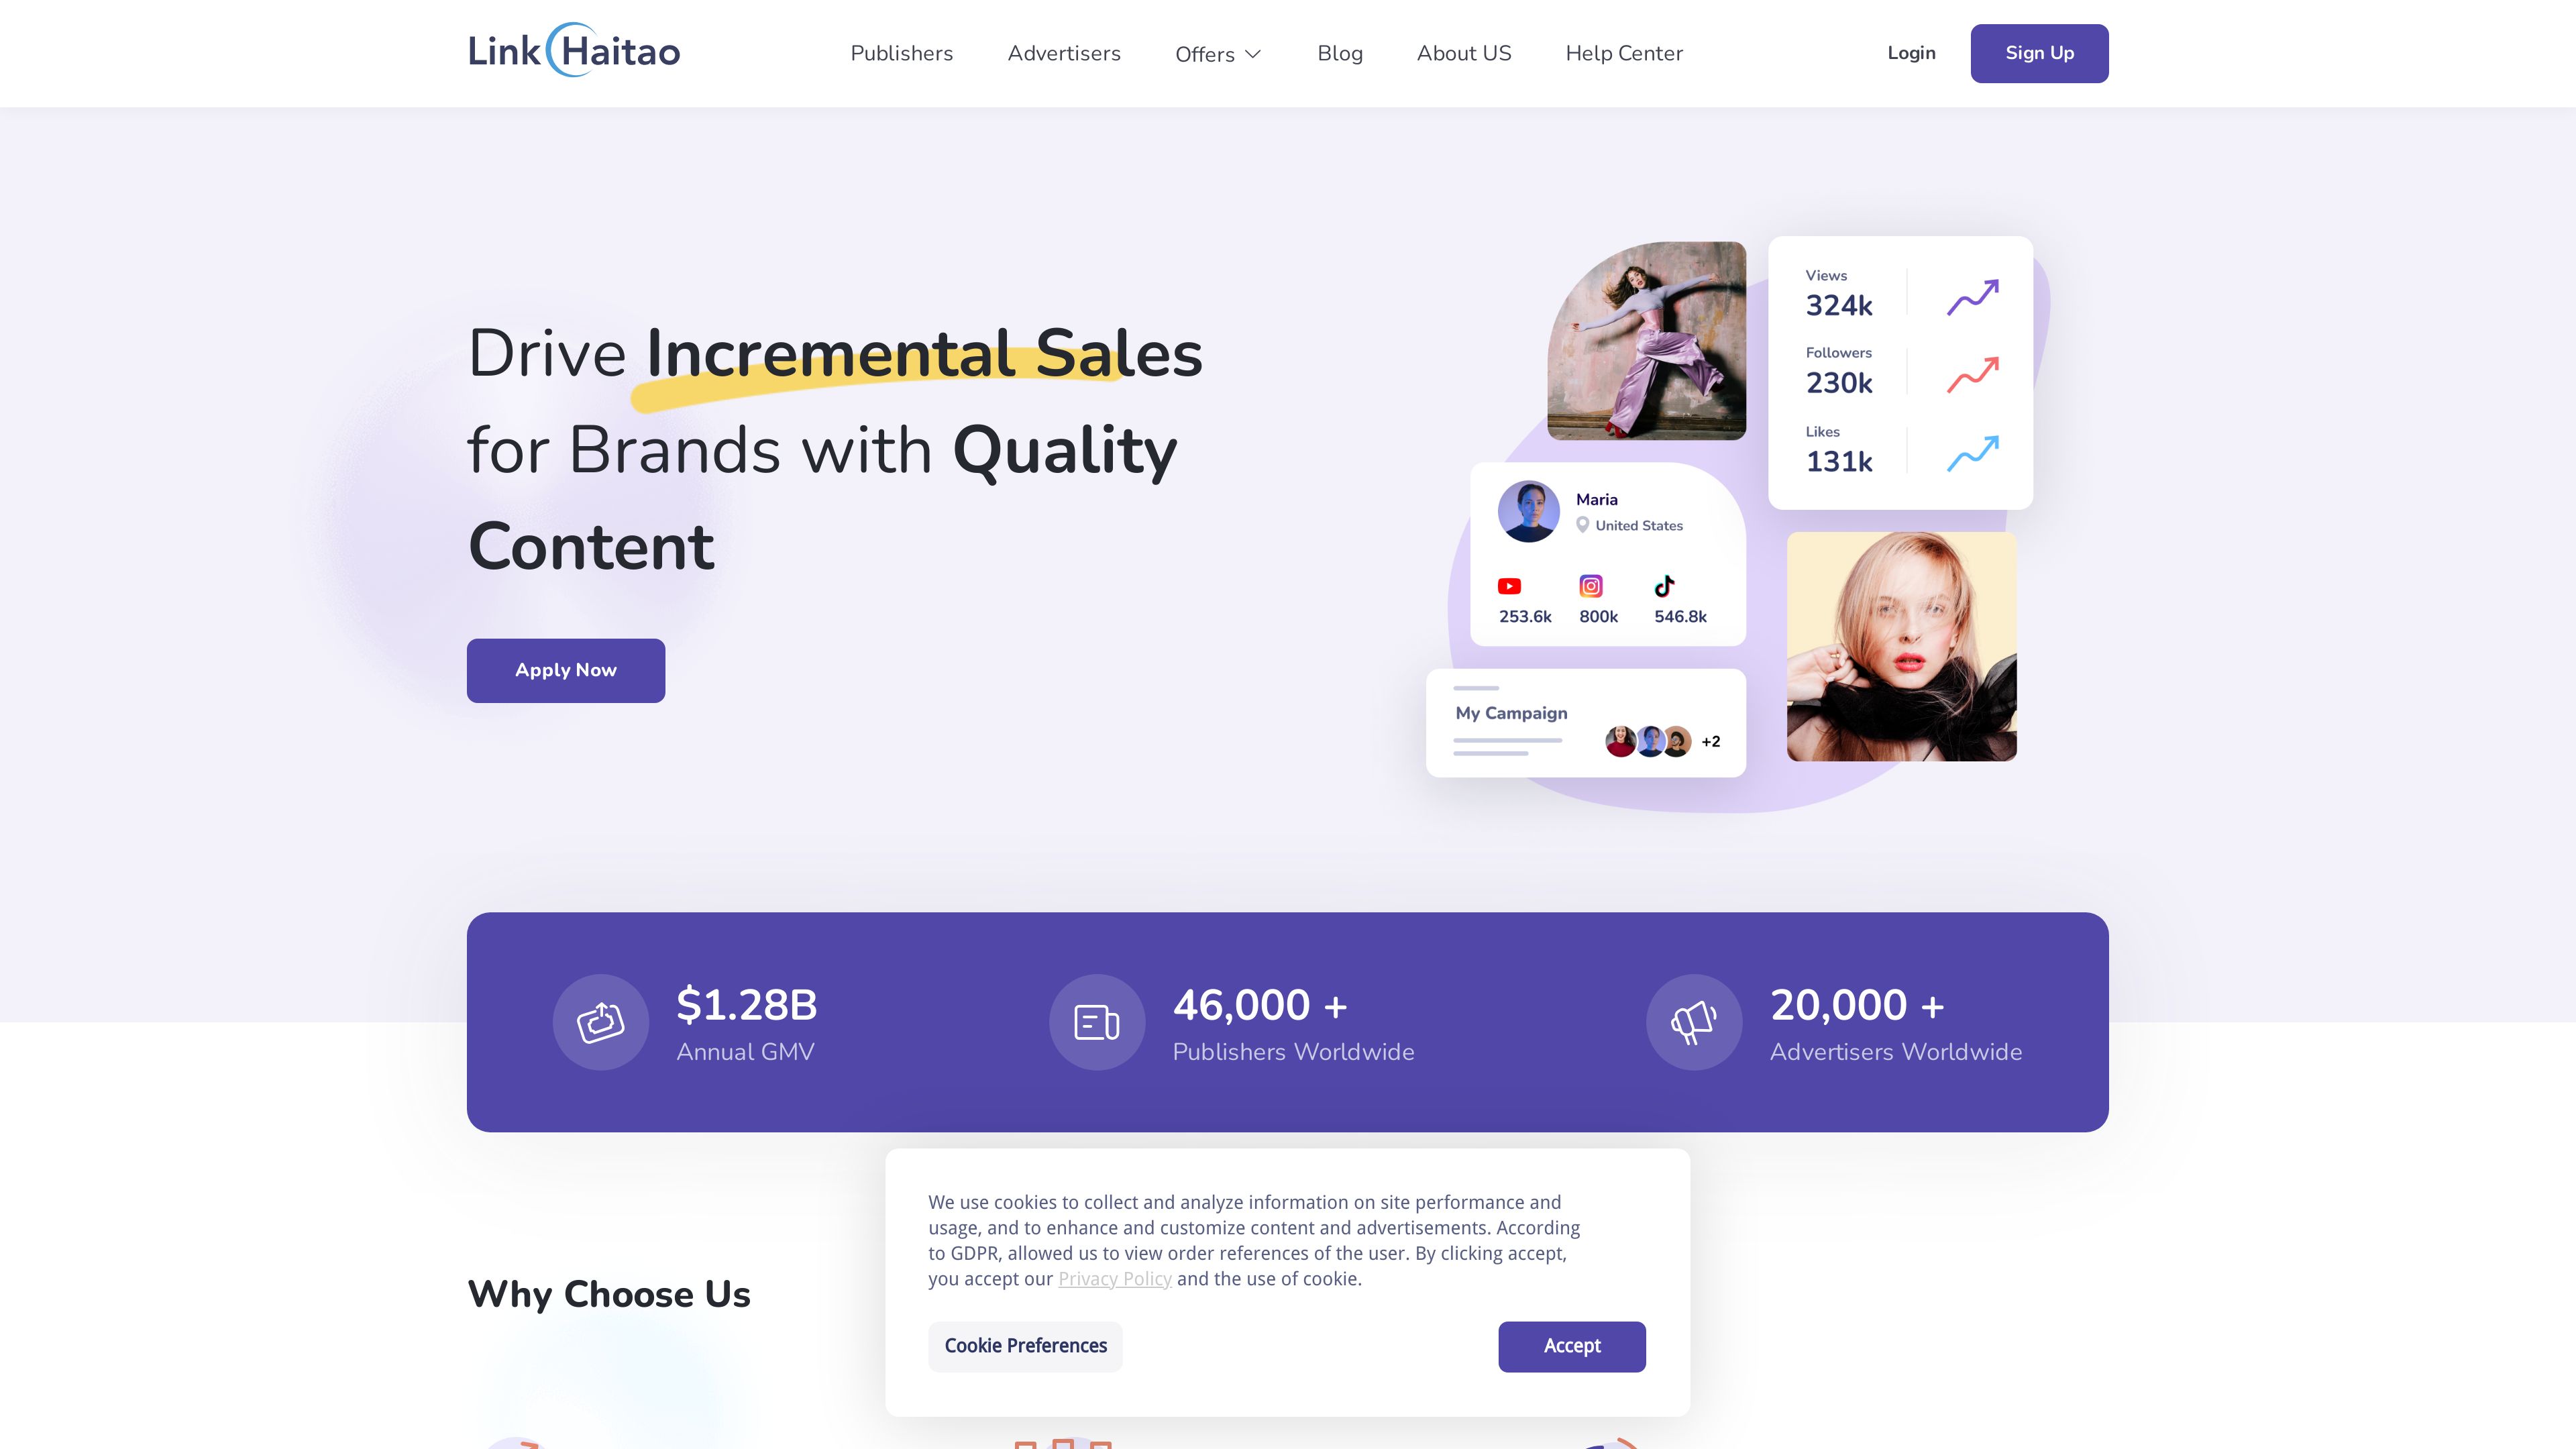 Link Haitao
Publishers
Advertisers
Offers
Blog
About US
Help Center
Login
Sign Up
Drive Incremental Sales
for Brands with Quality
Content
Apply Now
Views
324k
Followers
230k
Likes
131k
Maria
United States
253.6k
800k
546.8k
My Campaign
+2
$1.28B
Annual GMV
46,000 +
Publishers Worldwide
20,000 +
Advertisers Worldwide
Why Choose Us
We use cookies to collect and analyze information on site performance and
usage, and to enhance and customize content and advertisements. According
to GDPR, allowed us to view order references of the user. By clicking accept,
you accept our Privacy Policy and the use of cookie.
Cookie Preferences
Accept